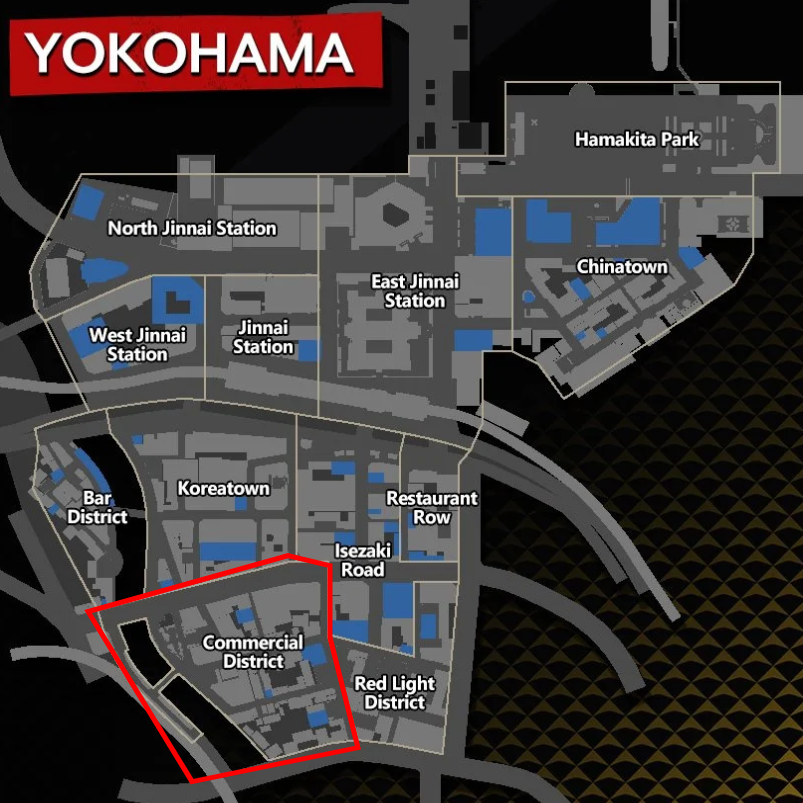 YOKOHAMA
Hamakita Park
North Jinnai Station
Chinatown
East Jinnai
Station
West Jinnai
Station
Jinnai
Station
Koreatown
Bar
District
Restaurant
Row
Isezaki
Road
Commercial
District
Red Light
District